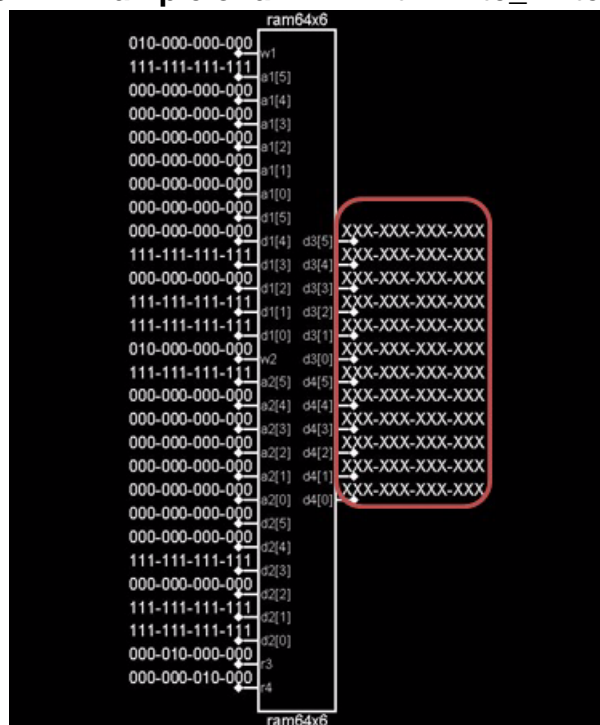 ram64x6
010-000-000-000
w1
111-111-111-111
a1[5]
000-000-000-000
a1[4]
000-000-000-000
a1[3]
000-000-000-000
a1[2]
000-000-000-000
a1[1]
000-000-000-000
a1[0]
000-000-000-000
d1[5]
000-000-000-000 XXX-XXX-XXX-XXX
d1[4] d3[5]
111-111-111-111 XXX-XXX-XXX-XXX
d1[3] d3[4]
000-000-000-000 XXX-XXX-XXX-XXX
d1[2] d3[3]
111-111-111-111 XXX-XXX-XXX-XXX
d1[1] d3[2]
111-111-111-111 XXX-XXX-XXX-XXX
d1[0] d3[1]
010-000-000-000 XXX-XXX-XXX-XXX
w2 d3[0]
111-111-111-111 XXX-XXX-XXX-XXX
a2[5] d4[5]
000-000-000-000 XXX-XXX-XXX-XXX
a2[4] d4[4]
000-000-000-000 XXX-XXX-XXX-XXX
a2[3] d4[3]
000-000-000-000 XXX-XXX-XXX-XXX
a2[2] d4[2]
000-000-000-000 XXX-XXX-XXX-XXX
a2[1] d4[1]
000-000-000-000 XXX-XXX-XXX-XXX
a2[0] d4[0]
000-000-000-000
d2[5]
000-000-000-000
d2[4]
111-111-111-111
d2[3]
000-000-000-000
d2[2]
111-111-111-111
d2[1]
111-111-111-111
d2[0]
000-010-000-000
r3
000-000-010-000
r4
ram64x6